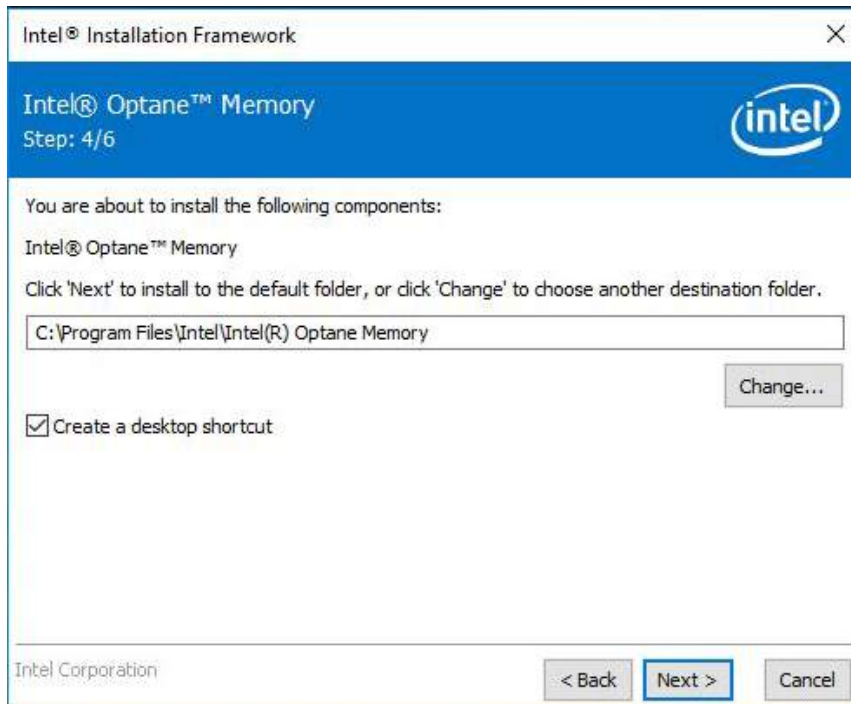 Intel® Installation Framework
Intel® Optane™ Memory
Step: 4/6
intel
You are about to install the following components:
Intel® Optane™ Memory
Click 'Next' to install to the default folder, or click 'Change' to choose another destination folder.
C:\Program Files\Intel\Intel(R) Optane Memory
Change...
Create a desktop shortcut
Intel Corporation
< Back
Next >
Cancel